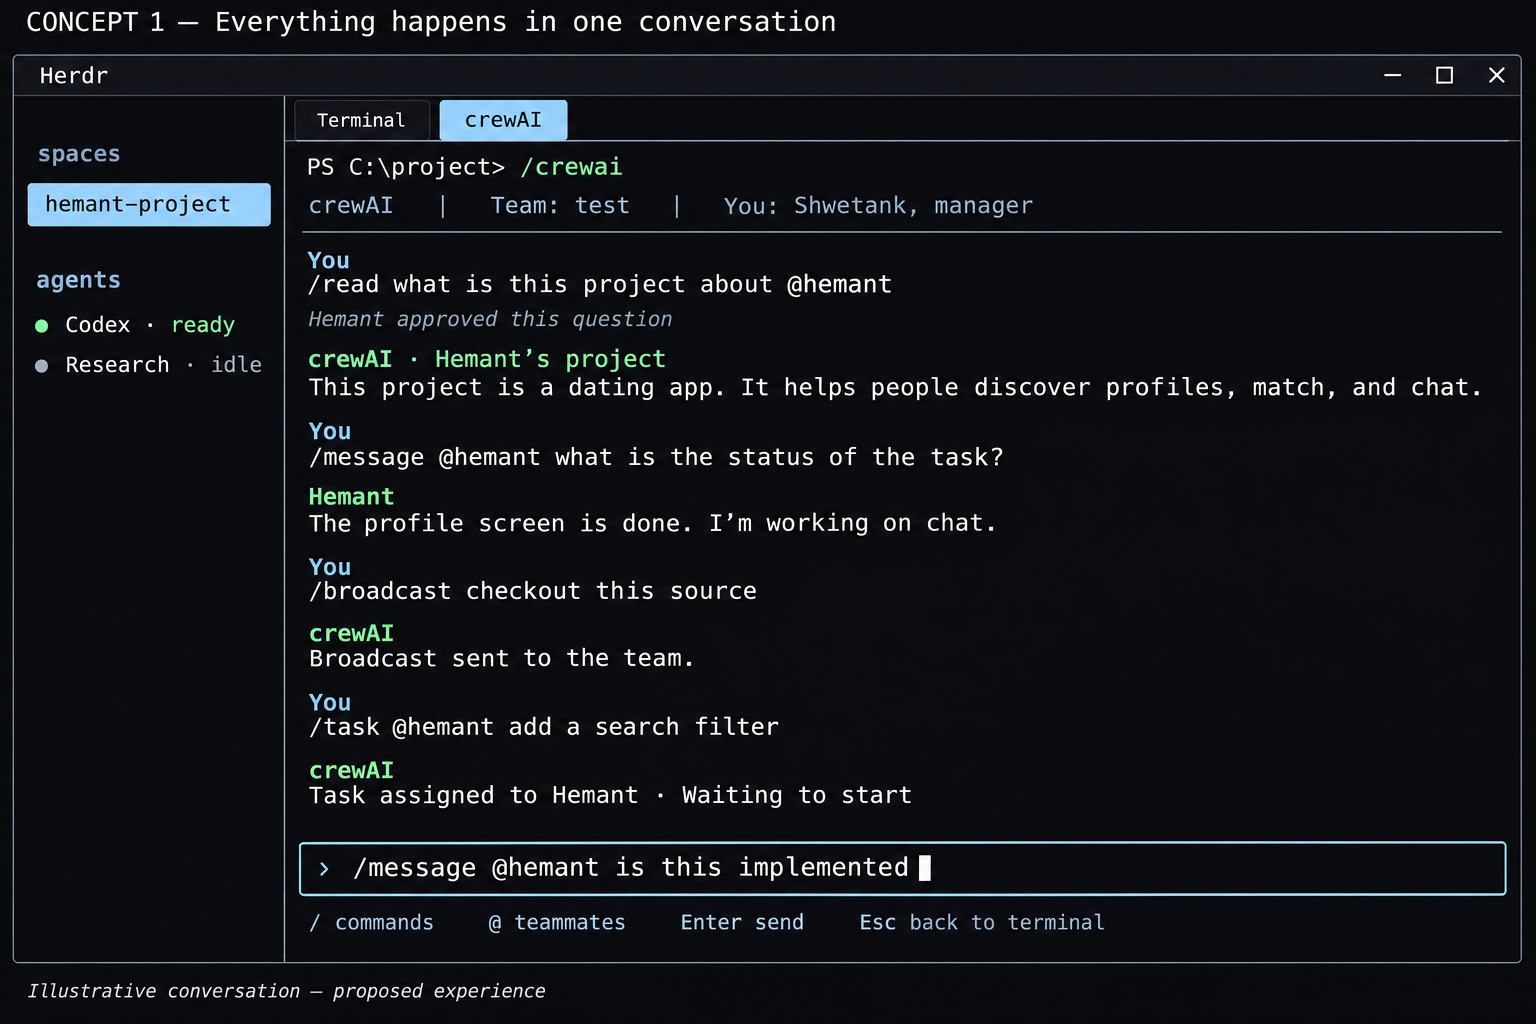 CONCEPT 1 — Everything happens in one conversation
Herdr
spaces
hemant-project
agents
Codex · ready
Research · idle
Terminal
crewAI
PS C:\project> /crewai
crewAI | Team: test | You: Shwetank, manager
You
/read what is this project about @hemant
Hemant approved this question
crewAI · Hemant’s project
This project is a dating app. It helps people discover profiles, match, and chat.
You
/message @hemant what is the status of the task?
Hemant
The profile screen is done. I’m working on chat.
You
/broadcast checkout this source
crewAI
Broadcast sent to the team.
You
/task @hemant add a search filter
crewAI
Task assigned to Hemant · Waiting to start
› /message @hemant is this implemented
/ commands @ teammates Enter send Esc back to terminal
Illustrative conversation — proposed experience